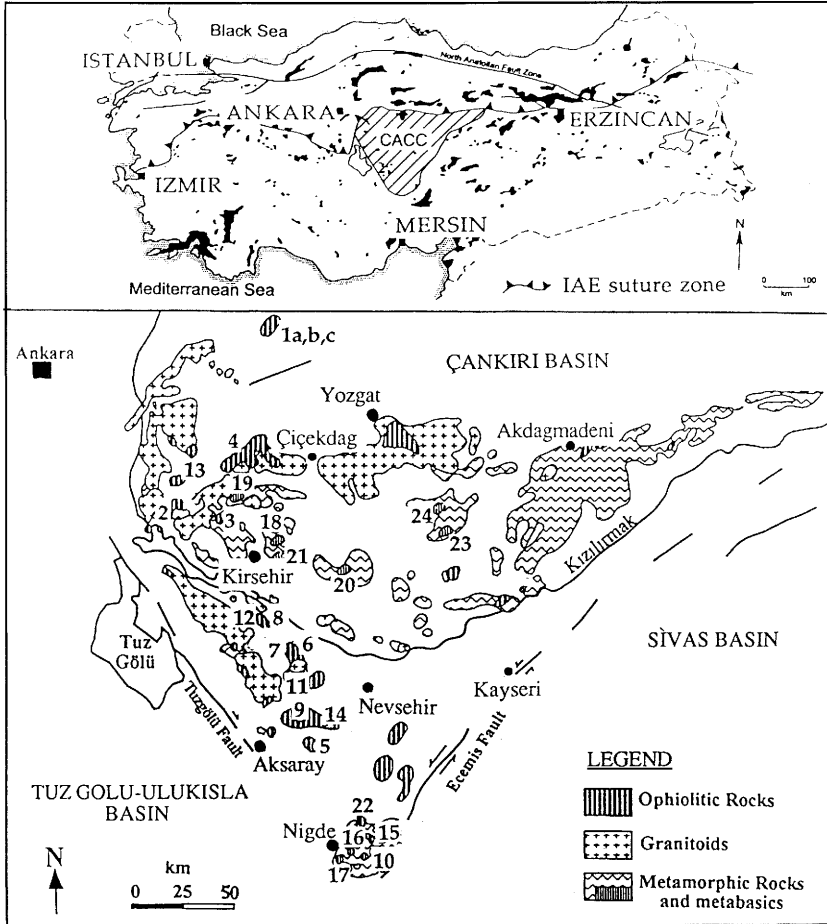 Black Sea
ISTANBUL
North Anatolian Fault Zone
ANKARA
ERZINCAN
CACC
IZMIR
MERSIN
N
Mediterranean Sea
IAE suture zone
0 100
km
1a,b,c
Ankara
ÇANKIRI BASIN
Yozgat
Akdagmadeni
4
Çiçekdag
13
19
2
3
18
24
23
21
Kirsehir
20
Kızılırmak
12
8
Tuz
Gölü
SİVAS BASIN
7
6
11
Kayseri
Nevsehir
9
14
Tuzgölü Fault
5
Aksaray
Ecemis Fault
LEGEND
TUZ GOLU-ULUKISLA
BASIN
Ophiolitic Rocks
22
Nigde
16
15
Granitoids
17
10
N
km
0 25 50
Metamorphic Rocks
and metabasics